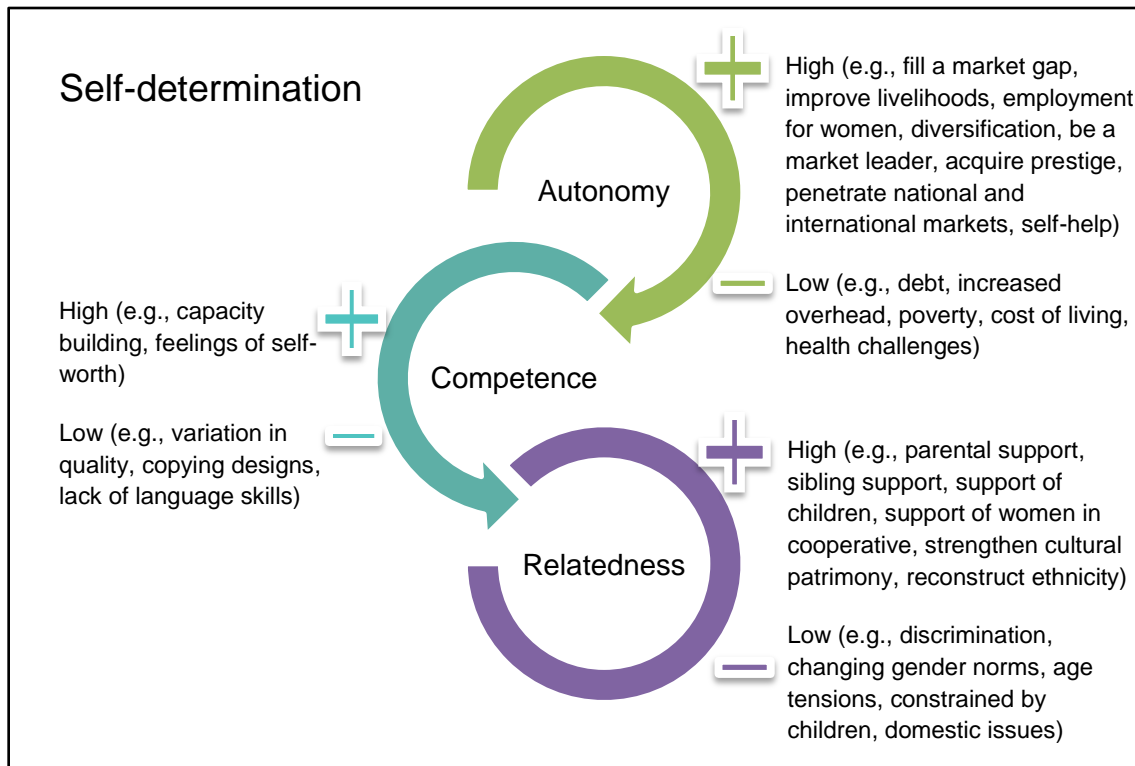 Self-determination
High (e.g., fill a market gap,
improve livelihoods, employment
for women, diversification, be a
market leader, acquire prestige,
penetrate national and
international markets, self-help)
Autonomy
Low (e.g., debt, increased
overhead, poverty, cost of living,
health challenges)
High (e.g., capacity
building, feelings of self-
worth)
Competence
Low (e.g., variation in
quality, copying designs,
lack of language skills)
High (e.g., parental support,
sibling support, support of
children, support of women in
cooperative, strengthen cultural
patrimony, reconstruct ethnicity)
Relatedness
Low (e.g., discrimination,
changing gender norms, age
tensions, constrained by
children, domestic issues)